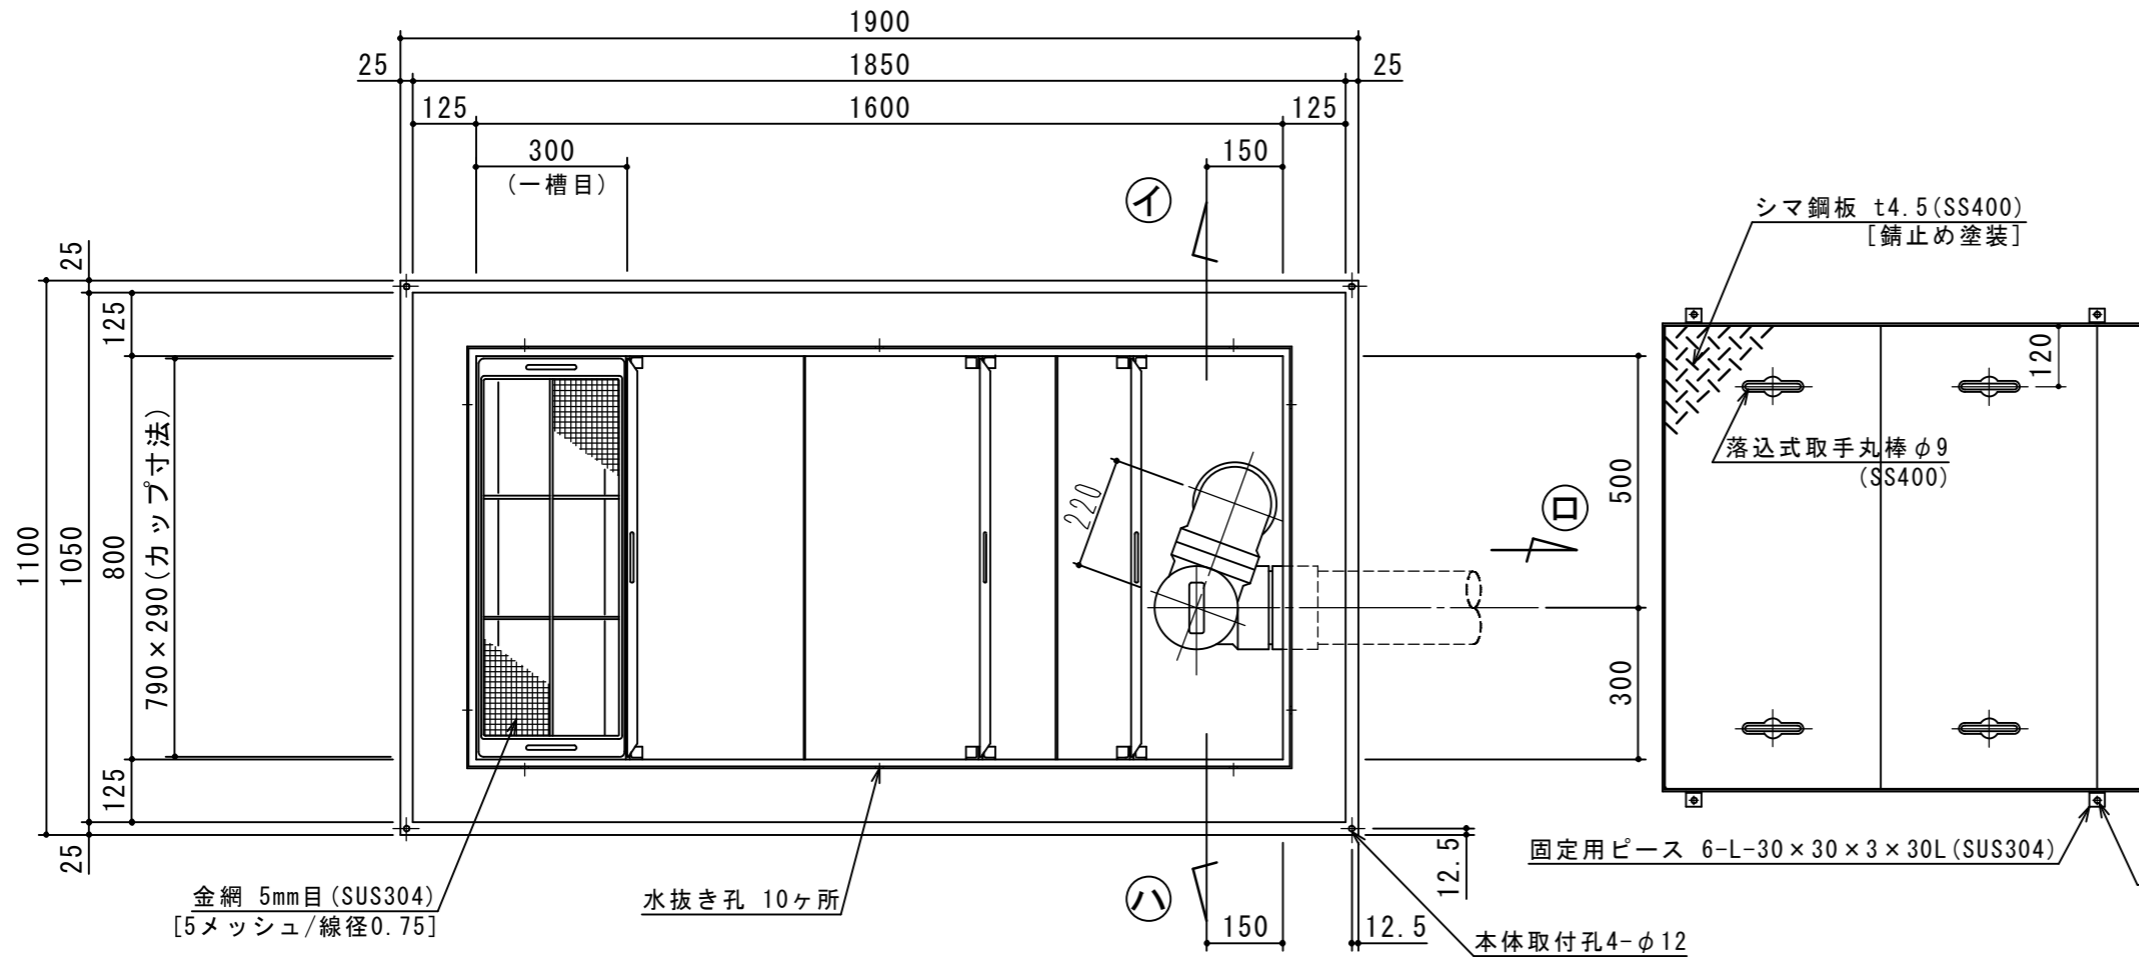 1900
25
1850
25
125
1600
125
300
(一槽目)
150
イ
シマ鋼板 t4.5(SS400)
[錆止め塗装]
25
125
120
落込式取手丸棒φ9
(SS400)
220
500
ロ
1100
1050
800
790×290(カップ寸法)
300
125
25
12.5
固定用ピース 6-L-30×30×3×30L(SUS304)
金網 5mm目(SUS304)
[5メッシュ/線径0.75]
水抜き孔 10ヶ所
ハ
150
12.5
本体取付孔4-φ12